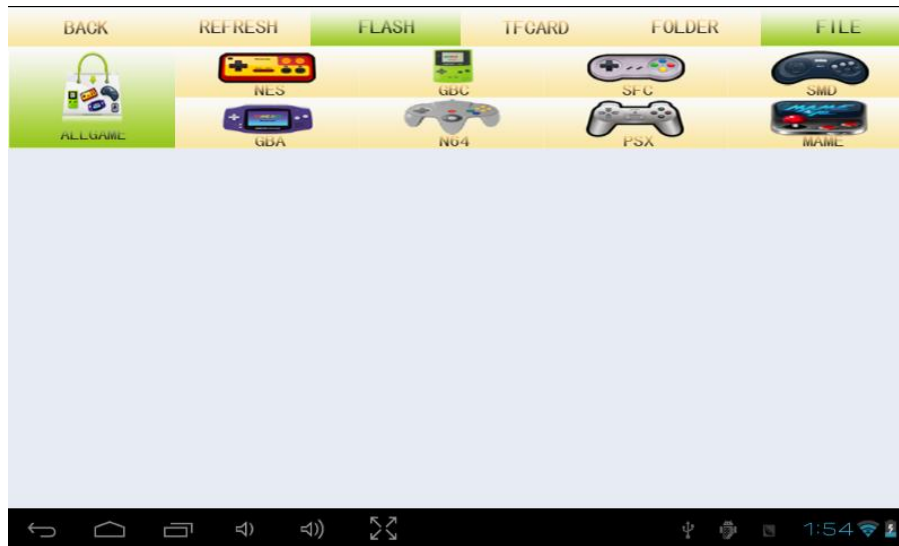 BACK REFRESH FLASH TFCARD FOLDER FILE
NES GBC SFC SMD
ALLGAME
GBA N64 PSX MAME
1:54